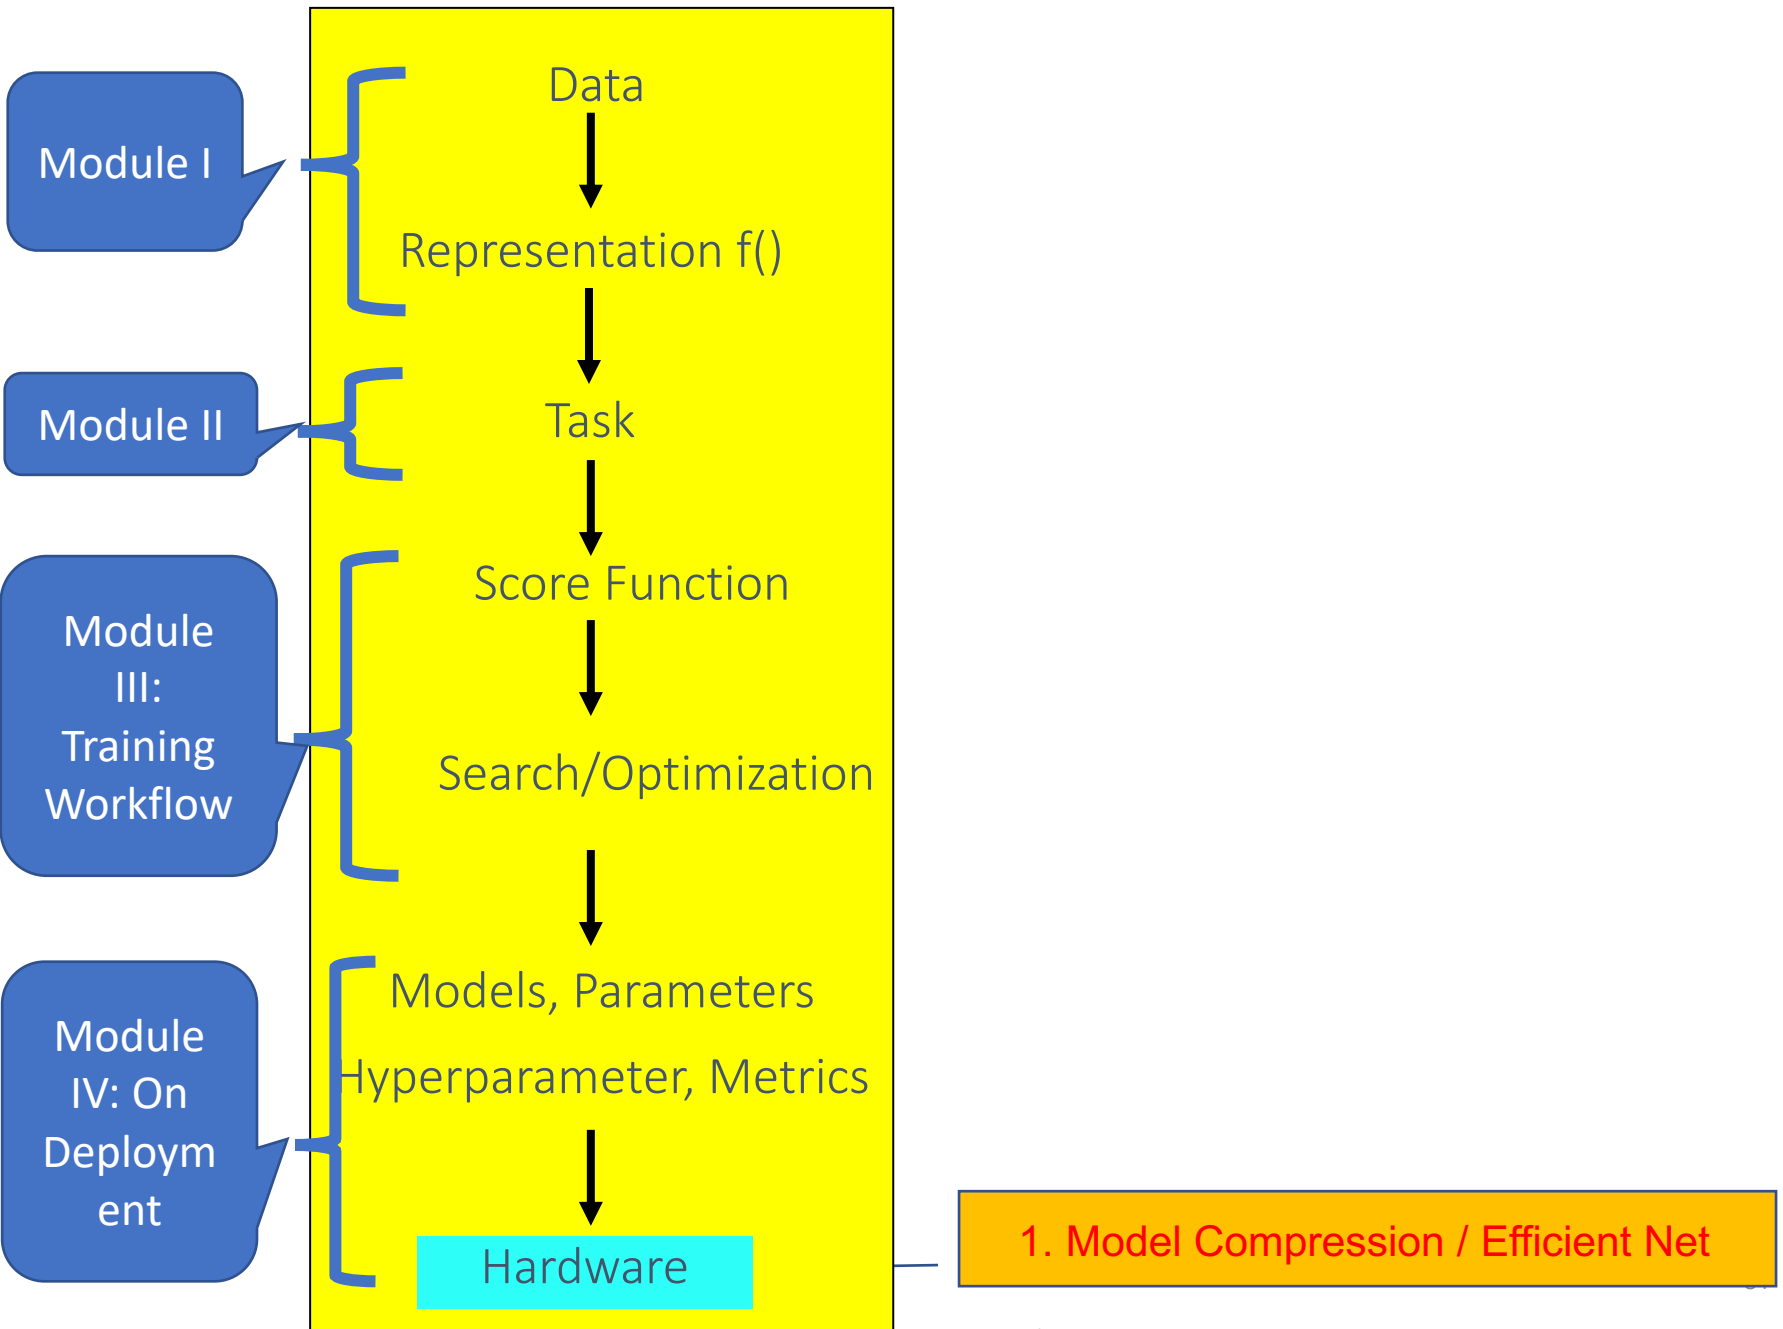 Data
Module I
Representation f()
Module II
Task
Score Function
Module
III:
Training
Workflow
Search/Optimization
Models, Parameters
Hyperparameter, Metrics
Module
IV: On
Deploym
ent
Hardware
1. Model Compression / Efficient Net